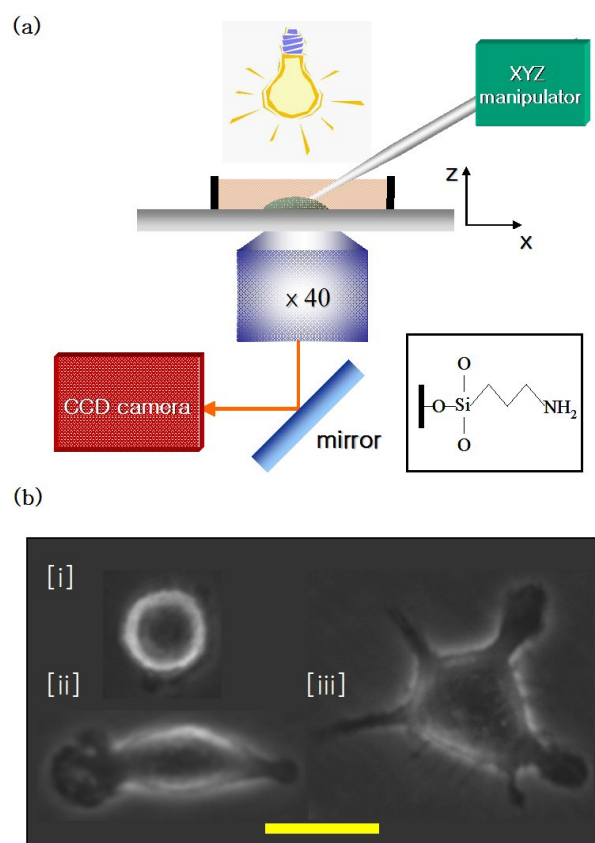 (a)
XYZ
manipulator
z
x
x 40
CCD camera
mirror
O
O Si NH2
O
(b)
[i]
[ii]
[iii]